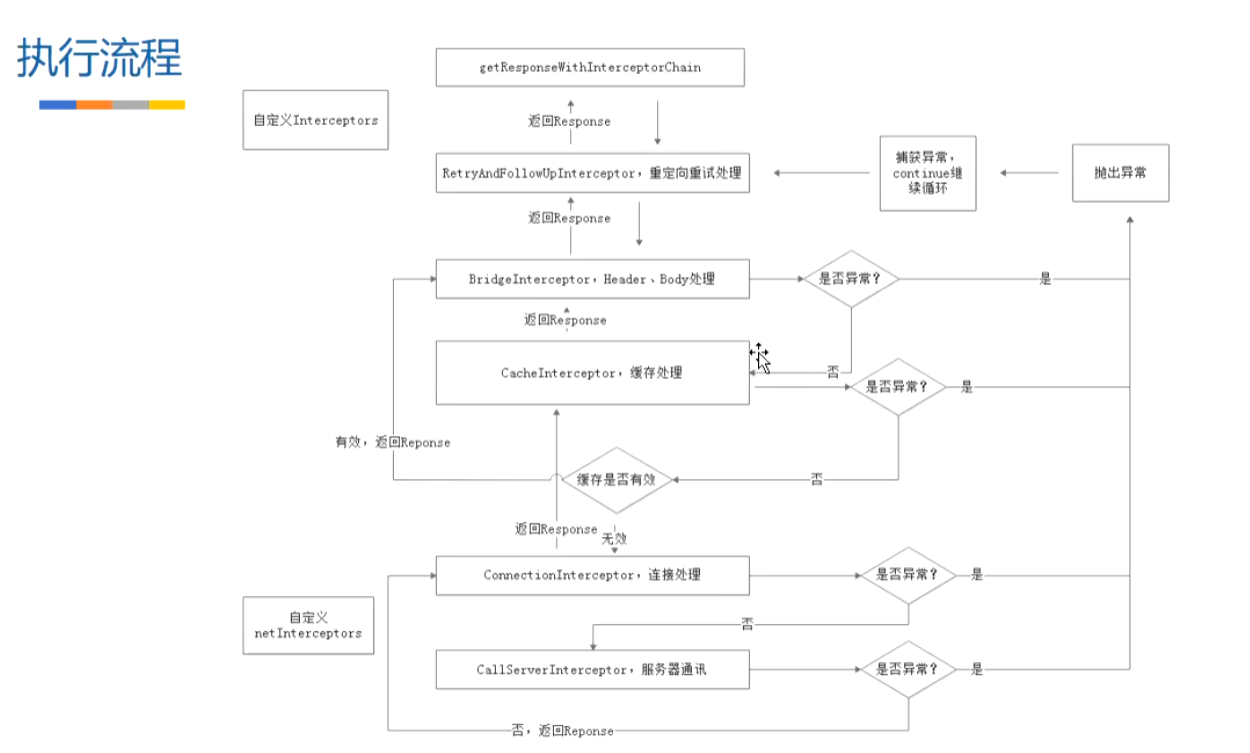 执行流程
getResponseWithInterceptorChain
自定义Interceptors
返回Response
RetryAndFollowUpInterceptor，重定向重试处理
捕获异常，
continue继
续循环
抛出异常
返回Response
BridgeInterceptor，Header、Body处理
是否异常?
是
返回Response
CacheInterceptor，缓存处理
否
是否异常?
是
有效，返回Reponse
缓存是否有效
否
返回Response
无效
ConnectionInterceptor，连接处理
是否异常?
是
自定义
netInterceptors
否
CallServerInterceptor，服务器通讯
是否异常?
是
否，返回Reponse